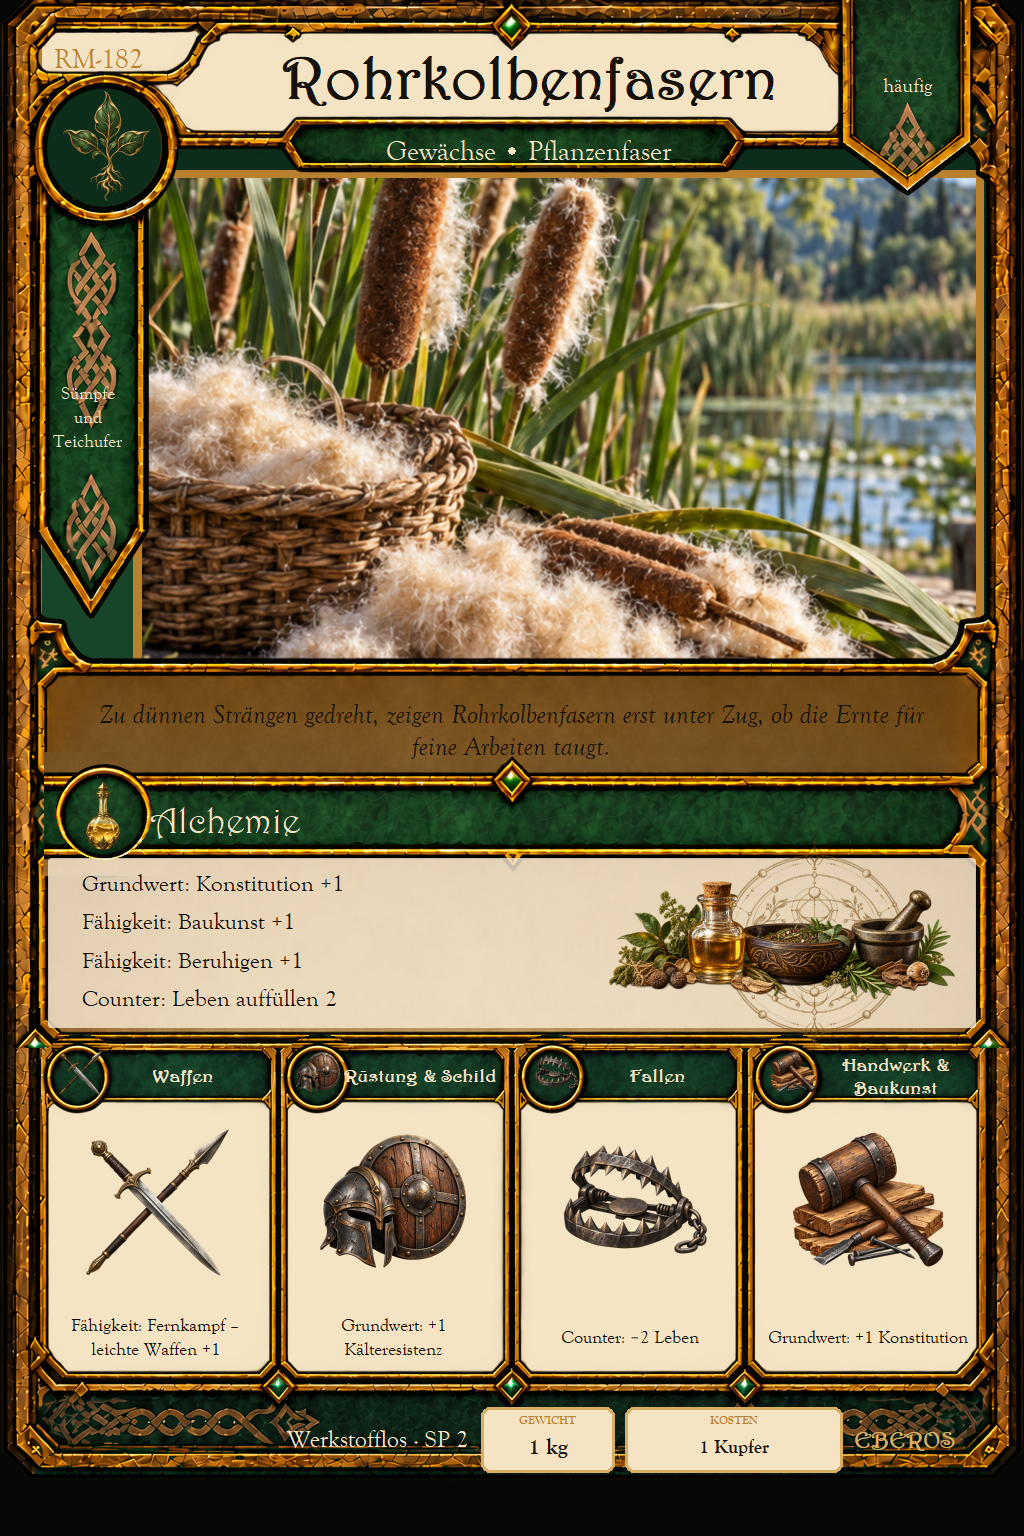 RM-182
Rohrkolbenfasern
häufig
Gewächse • Pflanzenfaser
Sümpfe
und
Teichufer
Zu dünnen Strängen gedreht, zeigen Rohrkolbenfasern erst unter Zug, ob die Ernte für
feine Arbeiten taugt.
Alchemie
Grundwert: Konstitution +1
Fähigkeit: Baukunst +1
Fähigkeit: Beruhigen +1
Counter: Leben auffüllen 2
Waffen
Fähigkeit: Fernkampf –
leichte Waffen +1
Rüstung & Schild
Grundwert: +1
Kälteresistenz
Fallen
Counter: −2 Leben
Handwerk &
Baukunst
Grundwert: +1 Konstitution
Werkstofflos · SP 2
GEWICHT
1 kg
KOSTEN
1 Kupfer
EBEROS